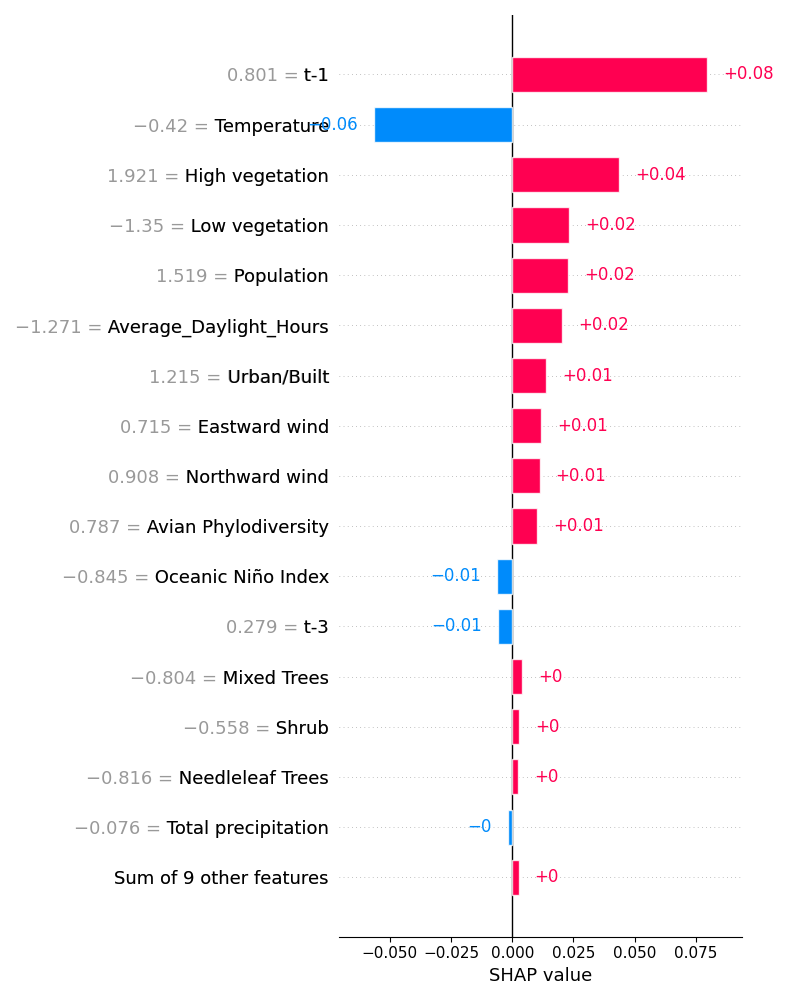 0.801 = t-1 +0.08
−0.42 = Temperature −0.06
1.921 = High vegetation +0.04
−1.35 = Low vegetation +0.02
1.519 = Population +0.02
−1.271 = Average_Daylight_Hours +0.02
1.215 = Urban/Built +0.01
0.715 = Eastward wind +0.01
0.908 = Northward wind +0.01
0.787 = Avian Phylodiversity +0.01
−0.845 = Oceanic Niño Index −0.01
0.279 = t-3 −0.01
−0.804 = Mixed Trees +0
−0.558 = Shrub +0
−0.816 = Needleleaf Trees +0
−0.076 = Total precipitation −0
Sum of 9 other features +0
−0.050 −0.025 0.000 0.025 0.050 0.075
SHAP value